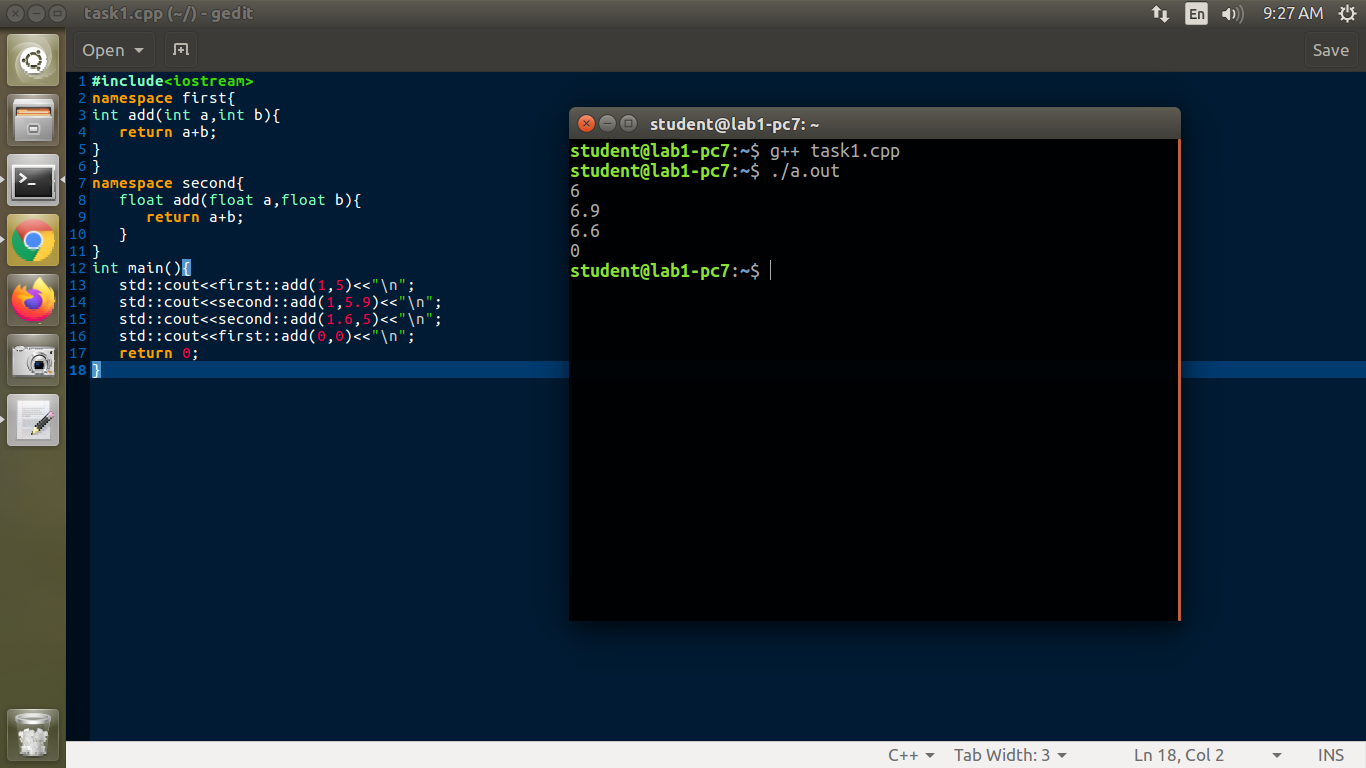 task1.cpp (~/) - gedit
En
9:27 AM
Open
Save
1 #include<iostream>
2 namespace first{
3 int add(int a,int b){
4    return a+b;
5 }
6 }
7 namespace second{
8    float add(float a,float b){
9       return a+b;
10    }
11 }
12 int main(){
13    std::cout<<first::add(1,5)<<"\n";
14    std::cout<<second::add(1,5.9)<<"\n";
15    std::cout<<second::add(1.6,5)<<"\n";
16    std::cout<<first::add(0,0)<<"\n";
17    return 0;
18 }
student@lab1-pc7: ~
student@lab1-pc7:~$ g++ task1.cpp
student@lab1-pc7:~$ ./a.out
6
6.9
6.6
0
student@lab1-pc7:~$
C++
Tab Width: 3
Ln 18, Col 2
INS